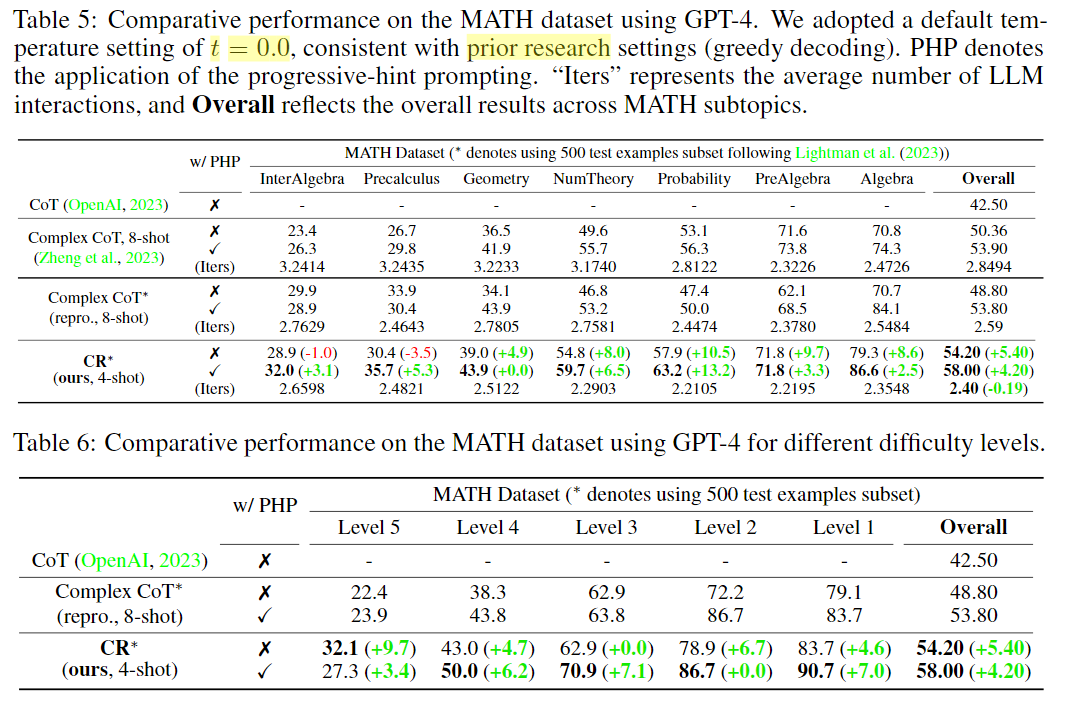 Table 5: Comparative performance on the MATH dataset using GPT-4. We adopted a default tem-
perature setting of t = 0.0, consistent with prior research settings (greedy decoding). PHP denotes
the application of the progressive-hint prompting. “Iters” represents the average number of LLM
interactions, and Overall reflects the overall results across MATH subtopics.
w/ PHP MATH Dataset (* denotes using 500 test examples subset following Lightman et al. (2023))
InterAlgebra Precalculus Geometry NumTheory Probability PreAlgebra Algebra Overall
CoT (OpenAI, 2023) ✗ - - - - - - - 42.50
Complex CoT, 8-shot ✗ 23.4 26.7 36.5 49.6 53.1 71.6 70.8 50.36
(Zheng et al., 2023) ✓ 26.3 29.8 41.9 55.7 56.3 73.8 74.3 53.90
(Iters) 3.2414 3.2435 3.2233 3.1740 2.8122 2.3226 2.4726 2.8494
Complex CoT* ✗ 29.9 33.9 34.1 46.8 47.4 62.1 70.7 48.80
(repro., 8-shot) ✓ 28.9 30.4 43.9 53.2 50.0 68.5 84.1 53.80
(Iters) 2.7629 2.4643 2.7805 2.7581 2.4474 2.3780 2.5484 2.59
CR* ✗ 28.9 (-1.0) 30.4 (-3.5) 39.0 (+4.9) 54.8 (+8.0) 57.9 (+10.5) 71.8 (+9.7) 79.3 (+8.6) 54.20 (+5.40)
(ours, 4-shot) ✓ 32.0 (+3.1) 35.7 (+5.3) 43.9 (+0.0) 59.7 (+6.5) 63.2 (+13.2) 71.8 (+3.3) 86.6 (+2.5) 58.00 (+4.20)
(Iters) 2.6598 2.4821 2.5122 2.2903 2.2105 2.2195 2.3548 2.40 (-0.19)
Table 6: Comparative performance on the MATH dataset using GPT-4 for different difficulty levels.
w/ PHP MATH Dataset (* denotes using 500 test examples subset)
Level 5 Level 4 Level 3 Level 2 Level 1 Overall
CoT (OpenAI, 2023) ✗ - - - - - 42.50
Complex CoT* ✗ 22.4 38.3 62.9 72.2 79.1 48.80
(repro., 8-shot) ✓ 23.9 43.8 63.8 86.7 83.7 53.80
CR* ✗ 32.1 (+9.7) 43.0 (+4.7) 62.9 (+0.0) 78.9 (+6.7) 83.7 (+4.6) 54.20 (+5.40)
(ours, 4-shot) ✓ 27.3 (+3.4) 50.0 (+6.2) 70.9 (+7.1) 86.7 (+0.0) 90.7 (+7.0) 58.00 (+4.20)